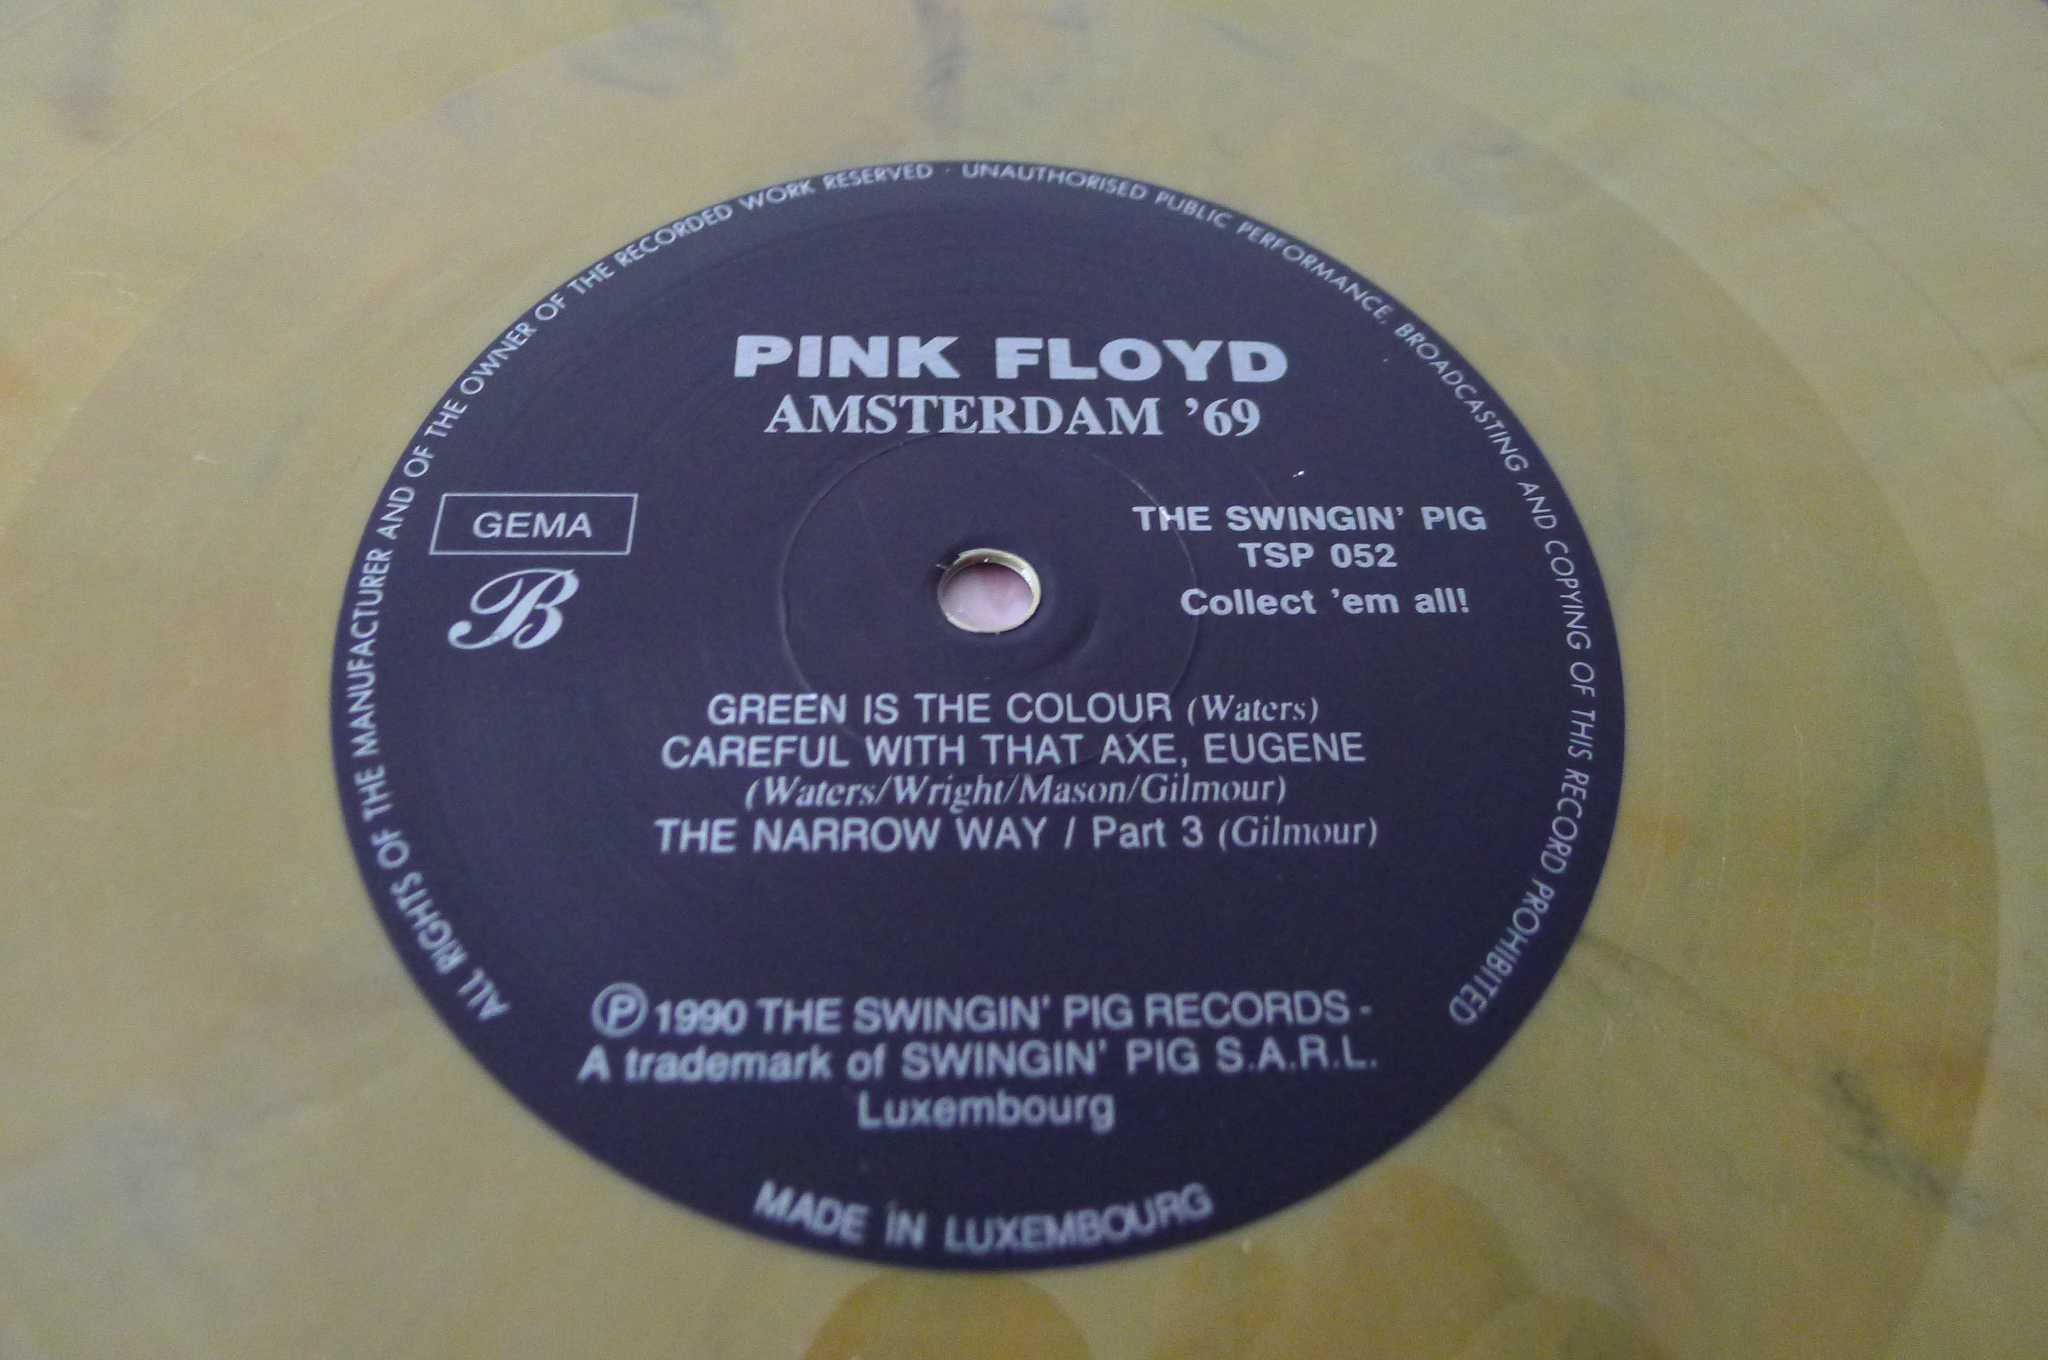 ALL RIGHTS OF THE MANUFACTURER AND OF THE OWNER OF THE RECORDED WORK RESERVED · UNAUTHORISED PUBLIC PERFORMANCE, BROADCASTING AND COPYING OF THIS RECORD PROHIBITED
PINK FLOYD
AMSTERDAM '69
GEMA
B
THE SWINGIN' PIG
TSP 052
Collect 'em all!
GREEN IS THE COLOUR (Waters)
CAREFUL WITH THAT AXE, EUGENE
(Waters/Wright/Mason/Gilmour)
THE NARROW WAY / Part 3 (Gilmour)
Ⓟ 1990 THE SWINGIN' PIG RECORDS -
A trademark of SWINGIN' PIG S.A.R.L.
Luxembourg
MADE IN LUXEMBOURG